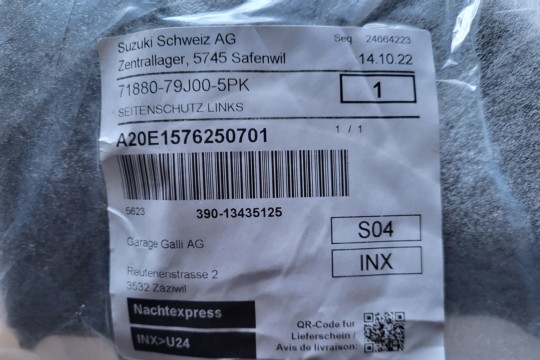 Suzuki Schweiz AG
Seq 24664223
Zentrallager, 5745 Safenwil
14.10.22
71880-79J00-5PK
1
SEITENSCHUTZ LINKS
A20E1576250701
1 / 1
5623
390-13435125
Garage Galli AG
S04
INX
Reutenenstrasse 2
3532 Zäziwil
Nachtexpress
INX>U24
QR-Code für
Lieferschein /
Avis de livraison: